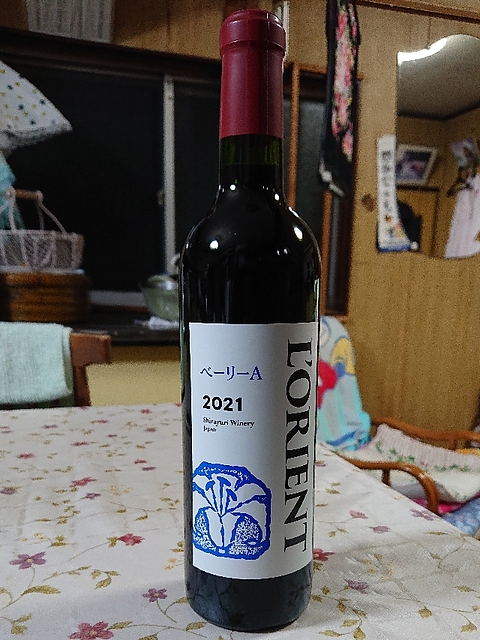 ベーリーA
2021
Shirayuri Winery
Japan
L'ORIENT